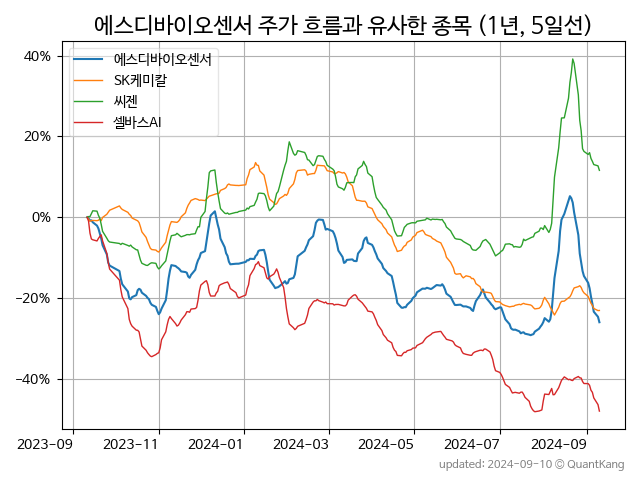 에스디바이오센서 주가 흐름과 유사한 종목 (1년, 5일선)
에스디바이오센서
SK케미칼
씨젠
셀바스AI
40%
20%
0%
−20%
−40%
2023-09 2023-11 2024-01 2024-03 2024-05 2024-07 2024-09
updated: 2024-09-10 © QuantKang